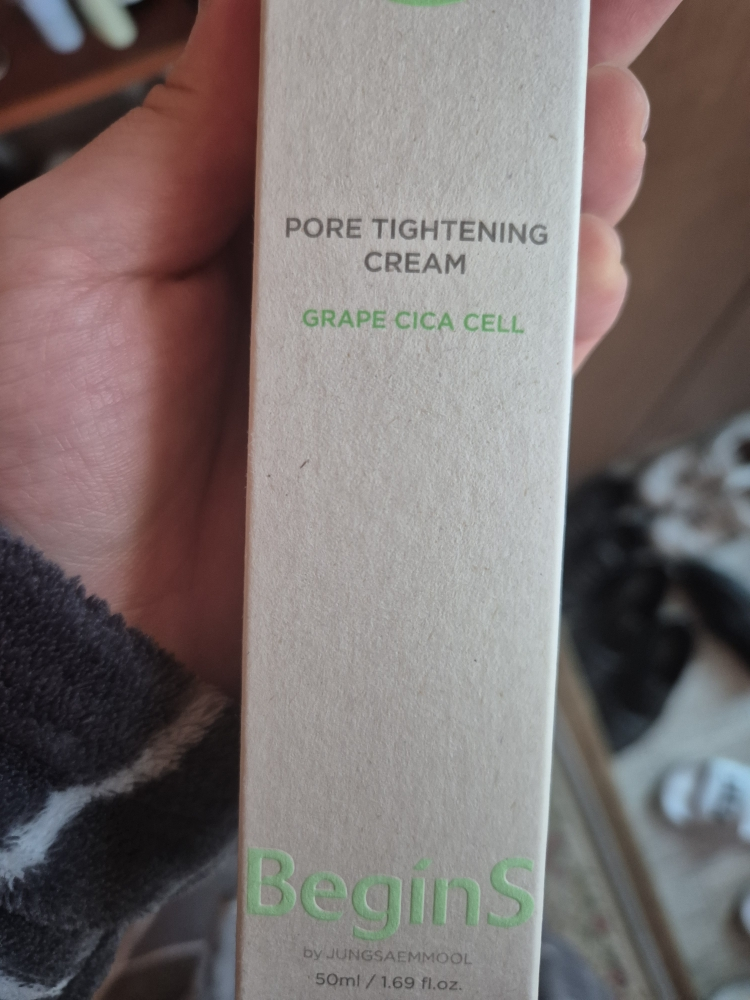 PORE TIGHTENING
CREAM
GRAPE CICA CELL
BeginS
by JUNGSAEMMOOL
50ml / 1.69 fl.oz.